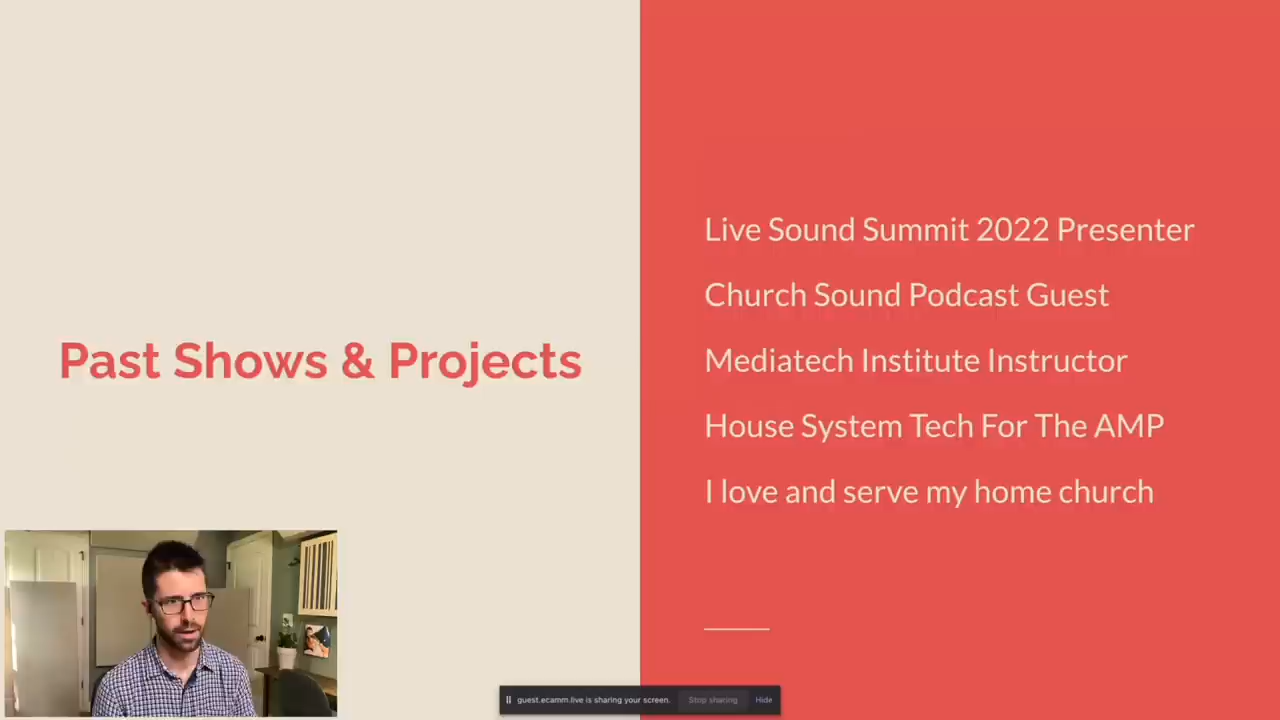 Past Shows & Projects
Live Sound Summit 2022 Presenter
Church Sound Podcast Guest
Mediatech Institute Instructor
House System Tech For The AMP
I love and serve my home church
guest.ecamm.live is sharing your screen.
Stop sharing
Hide